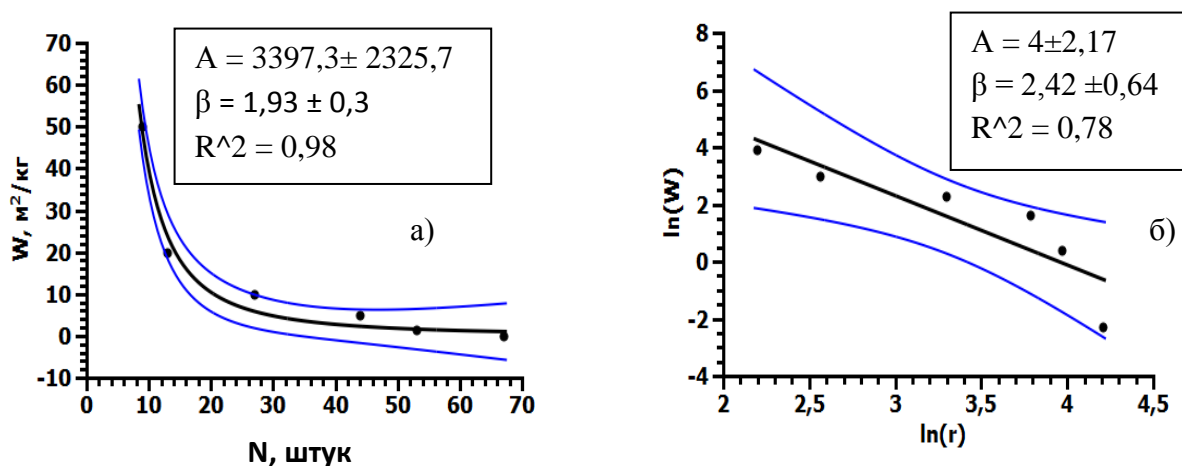 70
60
50
40
30
20
10
0
-10
W, м²/кг
A = 3397,3± 2325,7
β = 1,93 ± 0,3
R^2 = 0,98
а)
0 10 20 30 40 50 60 70
N, штук
8
6
4
2
0
-2
-4
ln(W)
A = 4±2,17
β = 2,42 ±0,64
R^2 = 0,78
б)
2 2,5 3 3,5 4 4,5
ln(r)